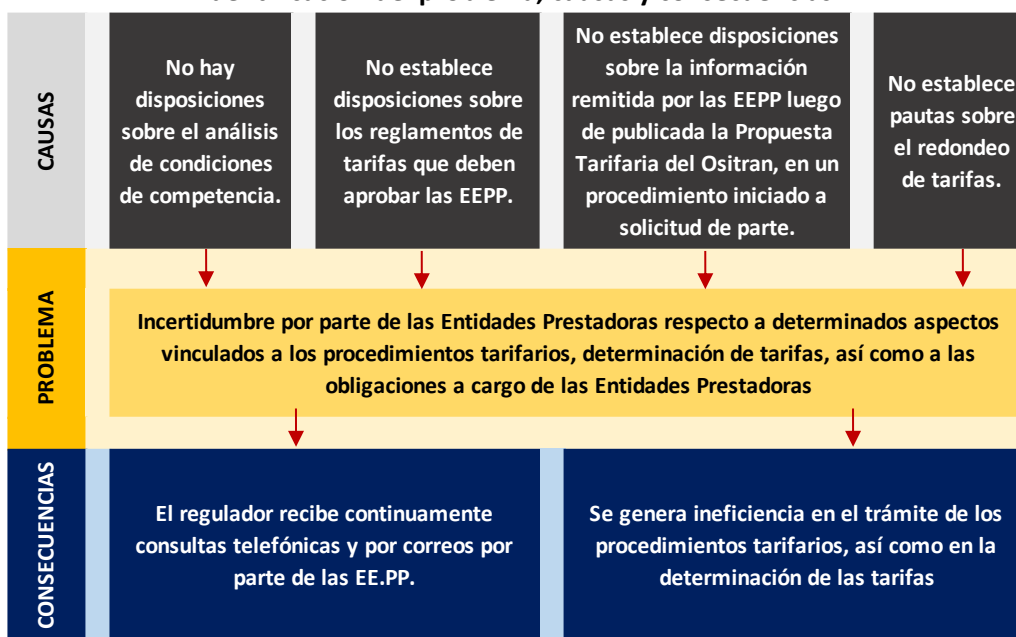 CAUSAS
No hay
disposiciones
sobre el análisis
de condiciones
de competencia.
No establece
disposiciones sobre
los reglamentos de
tarifas que deben
aprobar las EEPP.
No establece disposiciones
sobre la información
remitida por las EEPP luego
de publicada la Propuesta
Tarifaria del Ositran, en un
procedimiento iniciado a
solicitud de parte.
No establece
pautas sobre
el redondeo
de tarifas.
PROBLEMA
Incertidumbre por parte de las Entidades Prestadoras respecto a determinados aspectos
vinculados a los procedimientos tarifarios, determinación de tarifas, así como a las
obligaciones a cargo de las Entidades Prestadoras
CONSECUENCIAS
El regulador recibe continuamente
consultas telefónicas y por correos por
parte de las EE.PP.
Se genera ineficiencia en el trámite de los
procedimientos tarifarios, así como en la
determinación de las tarifas